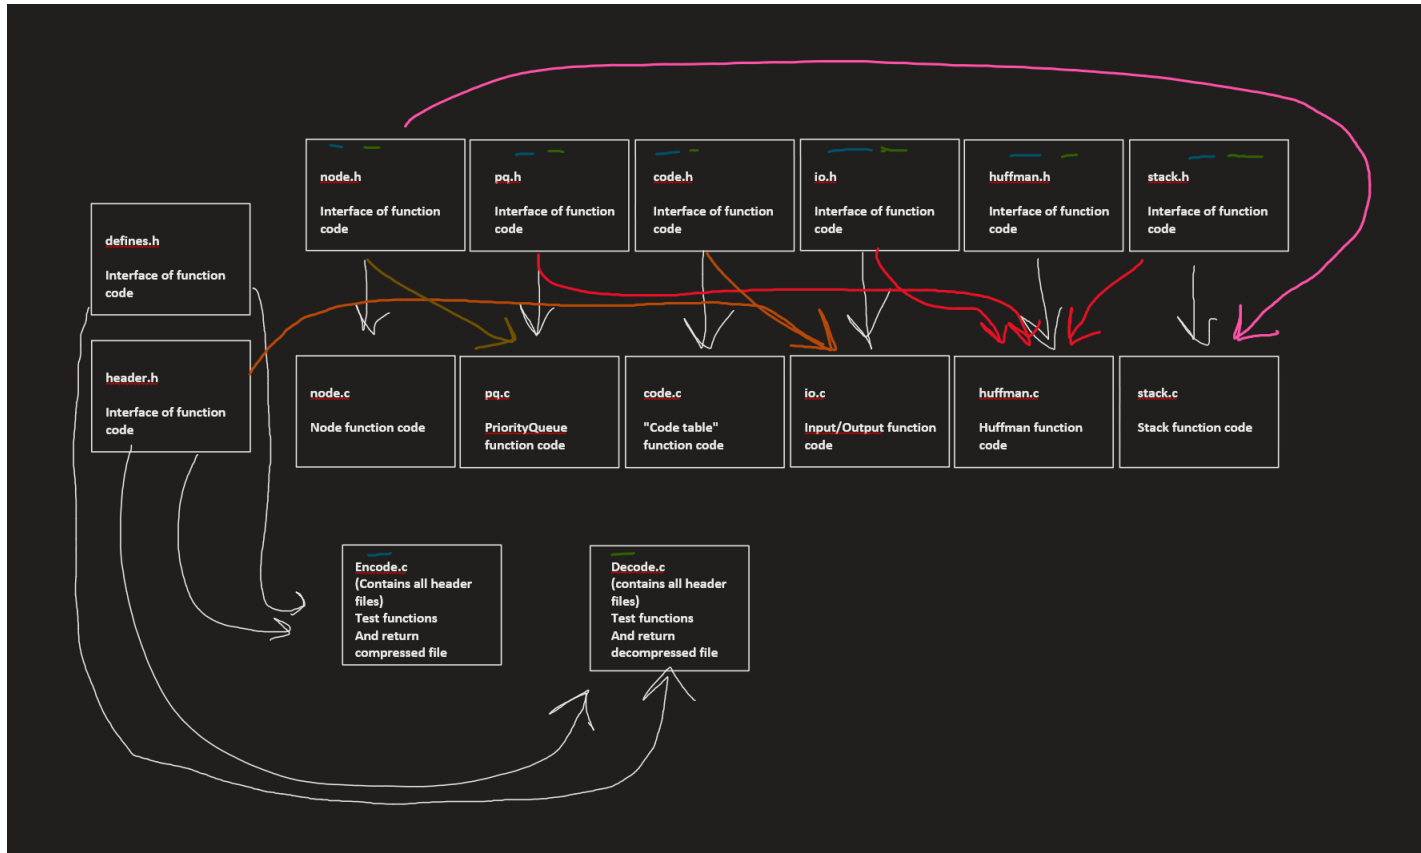 node.h
Interface of function
code
pq.h
Interface of function
code
code.h
Interface of function
code
io.h
Interface of function
code
huffman.h
Interface of function
code
stack.h
Interface of function
code
defines.h
Interface of function
code
header.h
Interface of function
code
node.c
Node function code
pq.c
PriorityQueue
function code
code.c
"Code table"
function code
io.c
Input/Output function
code
huffman.c
Huffman function
code
stack.c
Stack function code
Encode.c
(Contains all header
files)
Test functions
And return
compressed file
Decode.c
(contains all header
files)
Test functions
And return
decompressed file